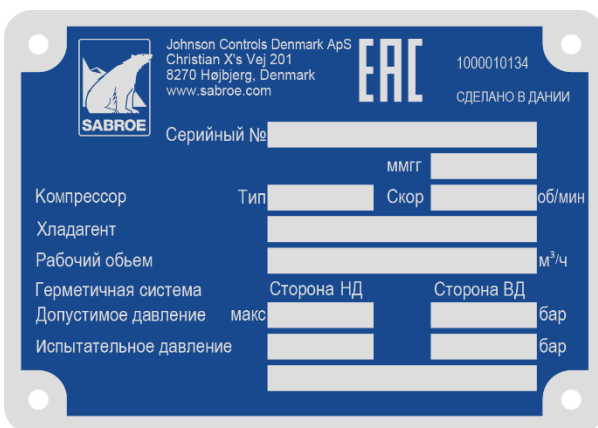 Johnson Controls Denmark ApS
Christian X's Vej 201
8270 Højbjerg, Denmark
www.sabroe.com
SABROE
EAC
1000010134
СДЕЛАНО В ДАНИИ
Серийный №
ммгг
Компрессор Тип Скор об/мин
Хладагент
Рабочий обьем м³/ч
Герметичная система Сторона НД Сторона ВД
Допустимое давление макс бар
Испытательное давление бар